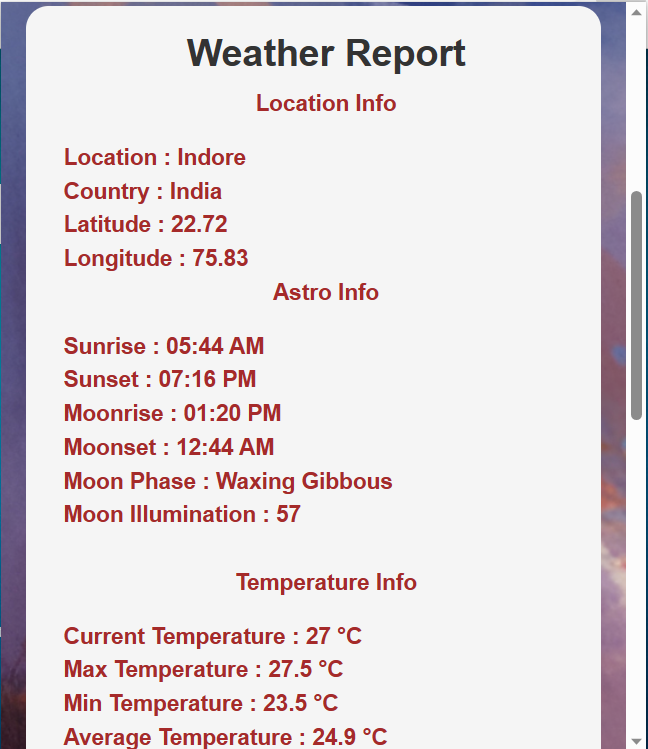 Weather Report
Location Info
Location : Indore
Country : India
Latitude : 22.72
Longitude : 75.83
Astro Info
Sunrise : 05:44 AM
Sunset : 07:16 PM
Moonrise : 01:20 PM
Moonset : 12:44 AM
Moon Phase : Waxing Gibbous
Moon Illumination : 57
Temperature Info
Current Temperature : 27 °C
Max Temperature : 27.5 °C
Min Temperature : 23.5 °C
Average Temperature : 24.9 °C